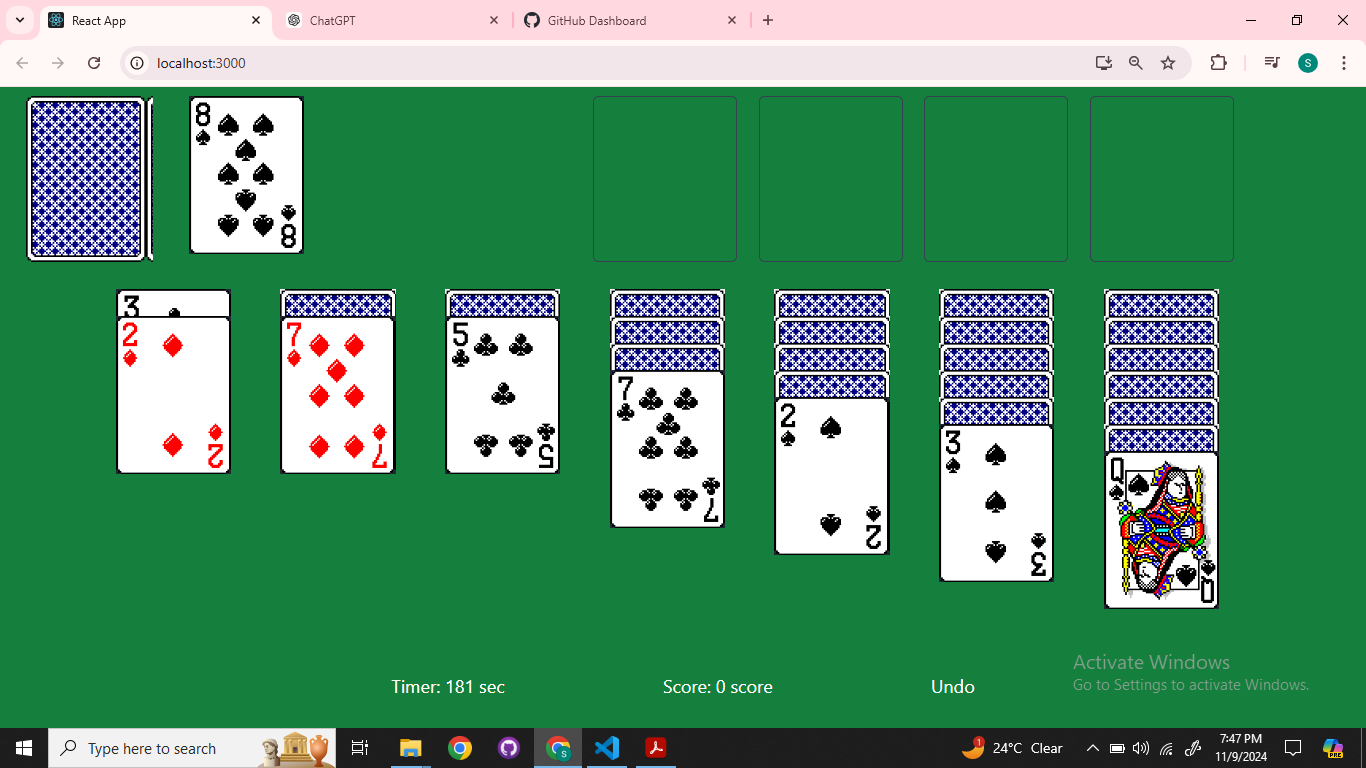 React App
ChatGPT
GitHub Dashboard
localhost:3000
S
8
8
3
2
2
7
7
5
5
7
7
2
2
3
3
Q
Q
Timer: 181 sec
Score: 0 score
Undo
Activate Windows
Go to Settings to activate Windows.
Type here to search
S
1
24°C Clear
7:47 PM
11/9/2024
PRE